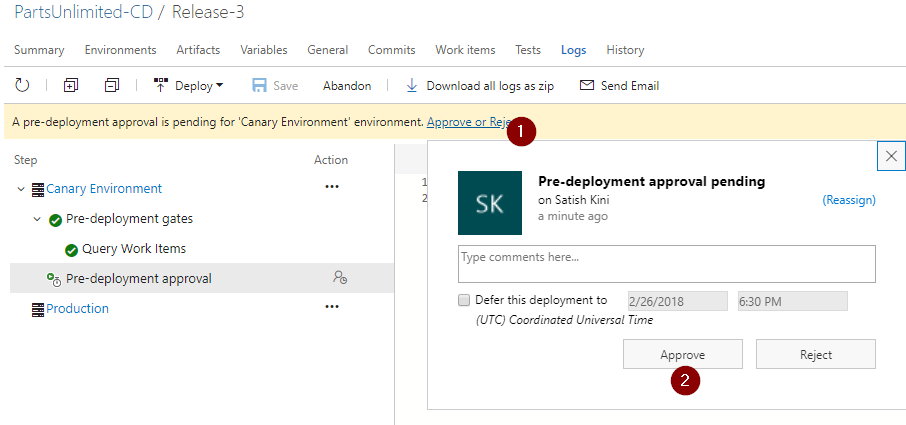 PartsUnlimited-CD / Release-3
Summary Environments Artifacts Variables General Commits Work items Tests Logs History
Deploy Save Abandon Download all logs as zip Send Email
A pre-deployment approval is pending for 'Canary Environment' environment. Approve or Reje
1
Step Action
Canary Environment ...
Pre-deployment gates
Query Work Items
Pre-deployment approval
Production ...
1
2
SK
Pre-deployment approval pending
on Satish Kini (Reassign)
a minute ago
Type comments here...
Defer this deployment to 2/26/2018 6:30 PM
(UTC) Coordinated Universal Time
Approve Reject
2